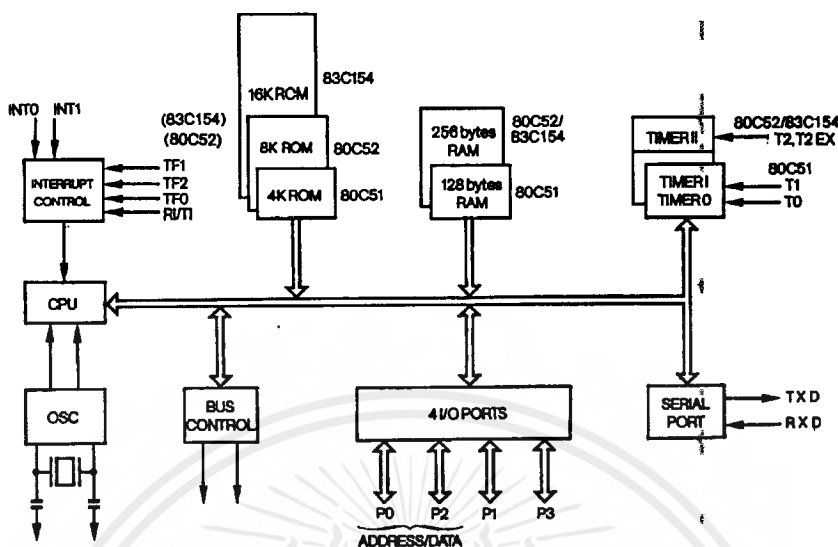 INT0 INT1
(83C154)
(80C52)
TF1
TF2
TF0
RI/TI
INTERRUPT
CONTROL
16K ROM
83C154
8K ROM
80C52
4K ROM
80C51
256 bytes
RAM
80C52/
83C154
128 bytes
RAM
80C51
TIMER II
80C52/83C154
T2, T2 EX
TIMER I
TIMER 0
80C51
T1
T0
CPU
OSC
BUS
CONTROL
4 I/O PORTS
SERIAL
PORT
TXD
RXD
P0 P2 P1 P3
ADDRESS/DATA